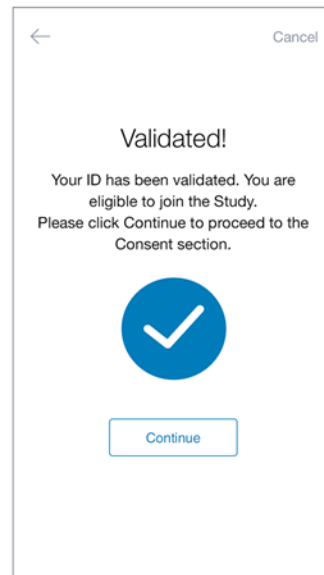 Cancel
Validated!
Your ID has been validated. You are
eligible to join the Study.
Please click Continue to proceed to the
Consent section.
Continue